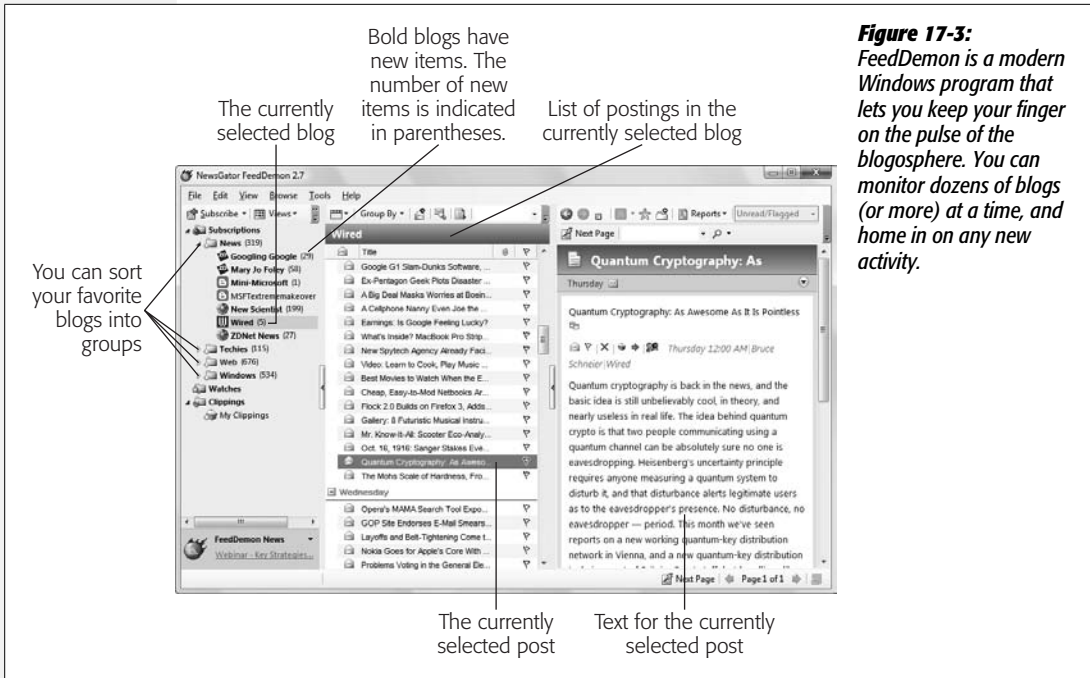 Bold blogs have
new items. The
number of new
items is indicated
in parentheses.
The currently
selected blog
List of postings in the
currently selected blog
You can sort
your favorite
blogs into
groups
NewsGator FeedDemon 2.7
File Edit View Browse Tools Help
Subscribe Views
Subscriptions
News (319)
Googling Google (29)
Mary Jo Foley (58)
Mini-Microsoft (1)
MSFTextrememakeover
New Scientist (199)
Wired (5)
ZDNet News (27)
Techies (115)
Web (676)
Windows (534)
Watches
Clippings
My Clippings
FeedDemon News
Webinar - Key Strategies...
Group By
Wired
Title
Google G1 Slam-Dunks Software, ...
Ex-Pentagon Geek Plots Disaster ...
A Big Deal Masks Worries at Boein...
A Cellphone Nanny Even Joe the ...
Earnings: Is Google Feeling Lucky?
What's Inside? MacBook Pro Strip...
New Spytech Agency Already Faci...
Video: Learn to Cook, Play Music ...
Best Movies to Watch When the E...
Cheap, Easy-to-Mod Netbooks Ar...
Flock 2.0 Builds on Firefox 3, Adds...
Gallery: 8 Futuristic Musical Instru...
Mr. Know-It-All: Scooter Eco-Analy...
Oct. 16, 1916: Sanger Stakes Eve...
Quantum Cryptography: As Aweso...
The Mohs Scale of Hardness, Fro...
Wednesday
Opera's MAMA Search Tool Expo...
GOP Site Endorses E-Mail Smears...
Layoffs and Belt-Tightening Come t...
Nokia Goes for Apple's Core With ...
Problems Voting in the General Ele...
Reports Unread/Flagged
Next Page
Quantum Cryptography: As
Thursday
Quantum Cryptography: As Awesome As It Is Pointless
Thursday 12:00 AM|Bruce
Schneier|Wired
Quantum cryptography is back in the news, and the
basic idea is still unbelievably cool, in theory, and
nearly useless in real life. The idea behind quantum
crypto is that two people communicating using a
quantum channel can be absolutely sure no one is
eavesdropping. Heisenberg's uncertainty principle
requires anyone measuring a quantum system to
disturb it, and that disturbance alerts legitimate users
as to the eavesdropper's presence. No disturbance, no
eavesdropper — period. This month we've seen
reports on a new working quantum-key distribution
network in Vienna, and a new quantum-key distribution
Next Page Page 1 of 1
The currently
selected post
Text for the currently
selected post
Figure 17-3:
FeedDemon is a modern
Windows program that
lets you keep your finger
on the pulse of the
blogosphere. You can
monitor dozens of blogs
(or more) at a time, and
home in on any new
activity.